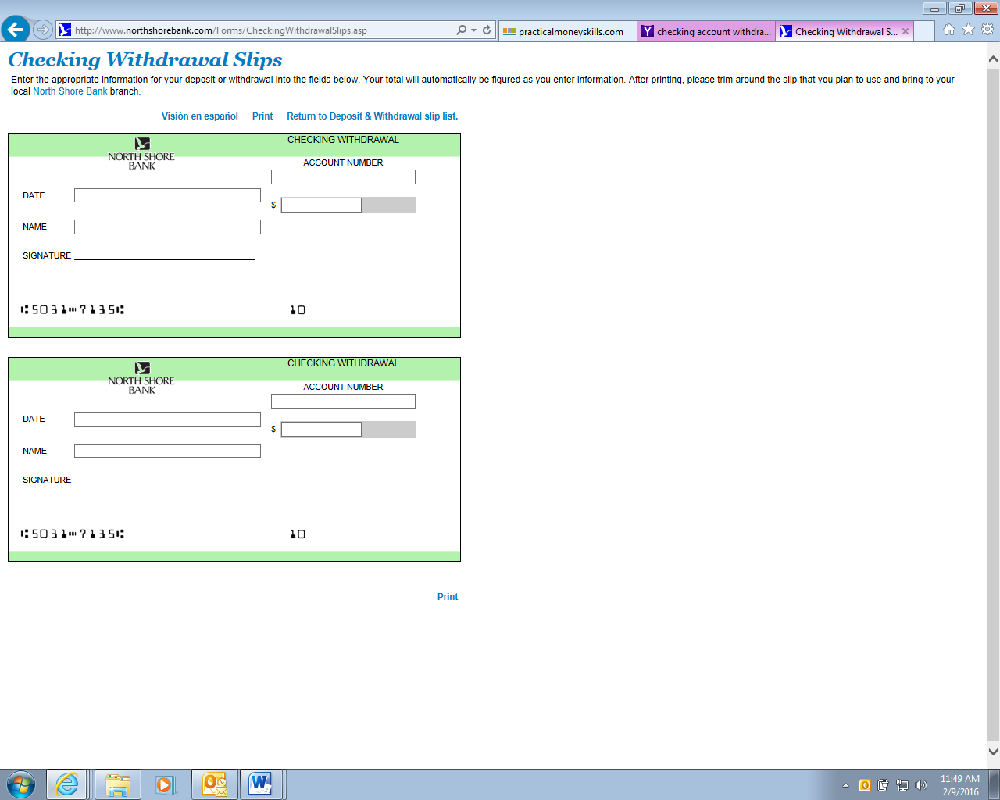 http://www.northshorebank.com/Forms/CheckingWithdrawalSlips.asp
practicalmoneyskills.com
checking account withdra...
Checking Withdrawal S...
Checking Withdrawal Slips
Enter the appropriate information for your deposit or withdrawal into the fields below. Your total will automatically be figured as you enter information. After printing, please trim around the slip that you plan to use and bring to your
local North Shore Bank branch.
Visión en español Print Return to Deposit & Withdrawal slip list.
NORTH SHORE
BANK
CHECKING WITHDRAWAL
ACCOUNT NUMBER
DATE
$
NAME
SIGNATURE
⑆5031⑉7135⑆ 10
NORTH SHORE
BANK
CHECKING WITHDRAWAL
ACCOUNT NUMBER
DATE
$
NAME
SIGNATURE
⑆5031⑉7135⑆ 10
Print
11:49 AM
2/9/2016